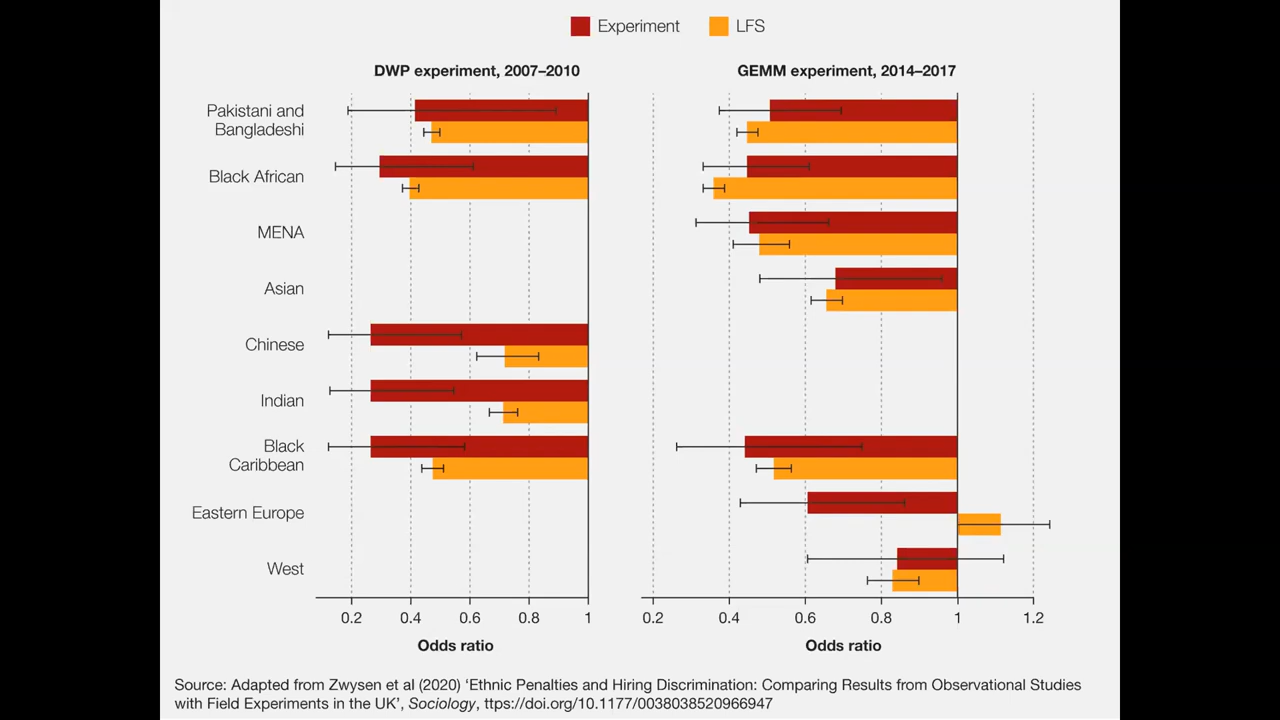 Experiment LFS
DWP experiment, 2007–2010
GEMM experiment, 2014–2017
Pakistani and
Bangladeshi
Black African
MENA
Asian
Chinese
Indian
Black
Caribbean
Eastern Europe
West
0.2 0.4 0.6 0.8 1
0.2 0.4 0.6 0.8 1 1.2
Odds ratio
Odds ratio
Source: Adapted from Zwysen et al (2020) ‘Ethnic Penalties and Hiring Discrimination: Comparing Results from Observational Studies
with Field Experiments in the UK’, Sociology, ttps://doi.org/10.1177/0038038520966947